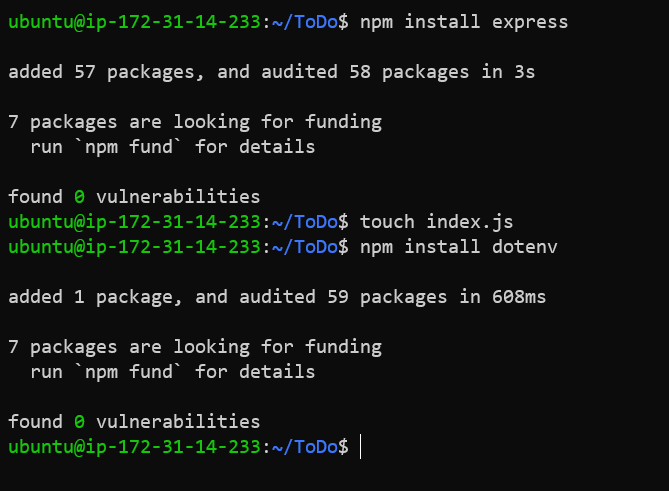 ubuntu@ip-172-31-14-233:~/ToDo$ npm install express
added 57 packages, and audited 58 packages in 3s
7 packages are looking for funding
  run `npm fund` for details
found 0 vulnerabilities
ubuntu@ip-172-31-14-233:~/ToDo$ touch index.js
ubuntu@ip-172-31-14-233:~/ToDo$ npm install dotenv
added 1 package, and audited 59 packages in 608ms
7 packages are looking for funding
  run `npm fund` for details
found 0 vulnerabilities
ubuntu@ip-172-31-14-233:~/ToDo$